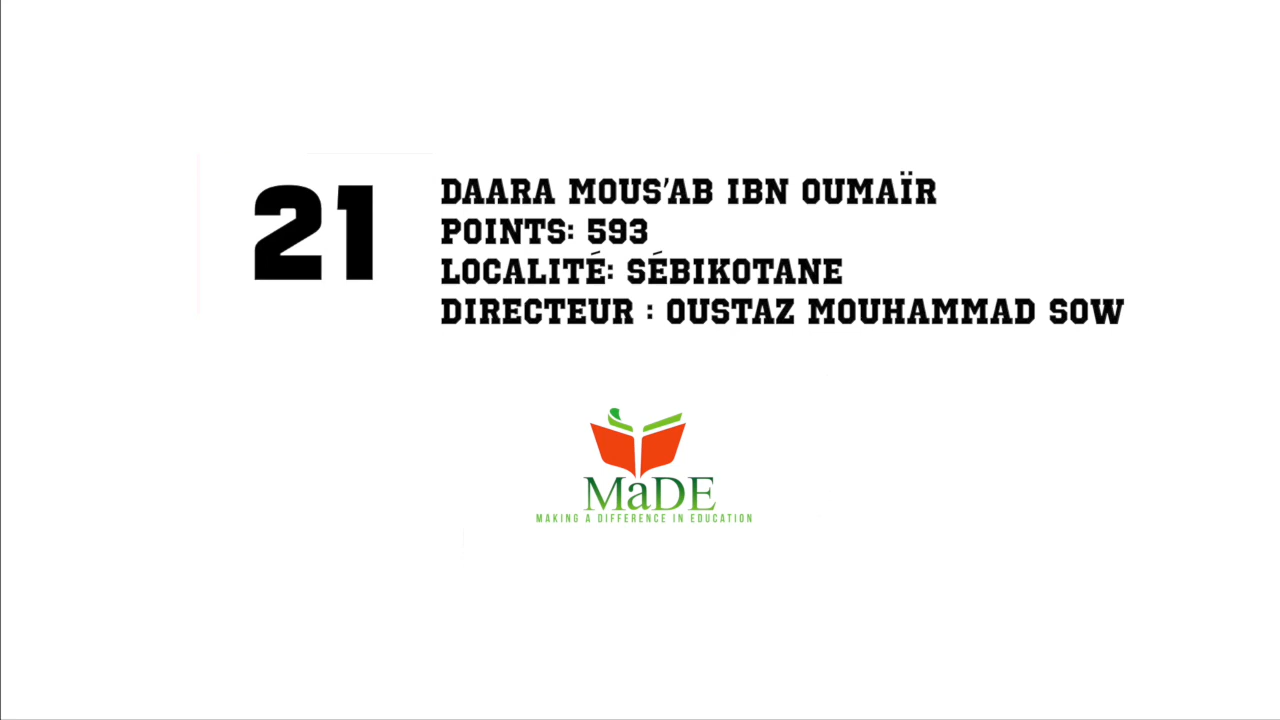 21
DAARA MOUS'AB IBN OUMAÏR
POINTS: 593
LOCALITÉ: SÉBIKOTANE
DIRECTEUR : OUSTAZ MOUHAMMAD SOW
MaDE
MAKING A DIFFERENCE IN EDUCATION